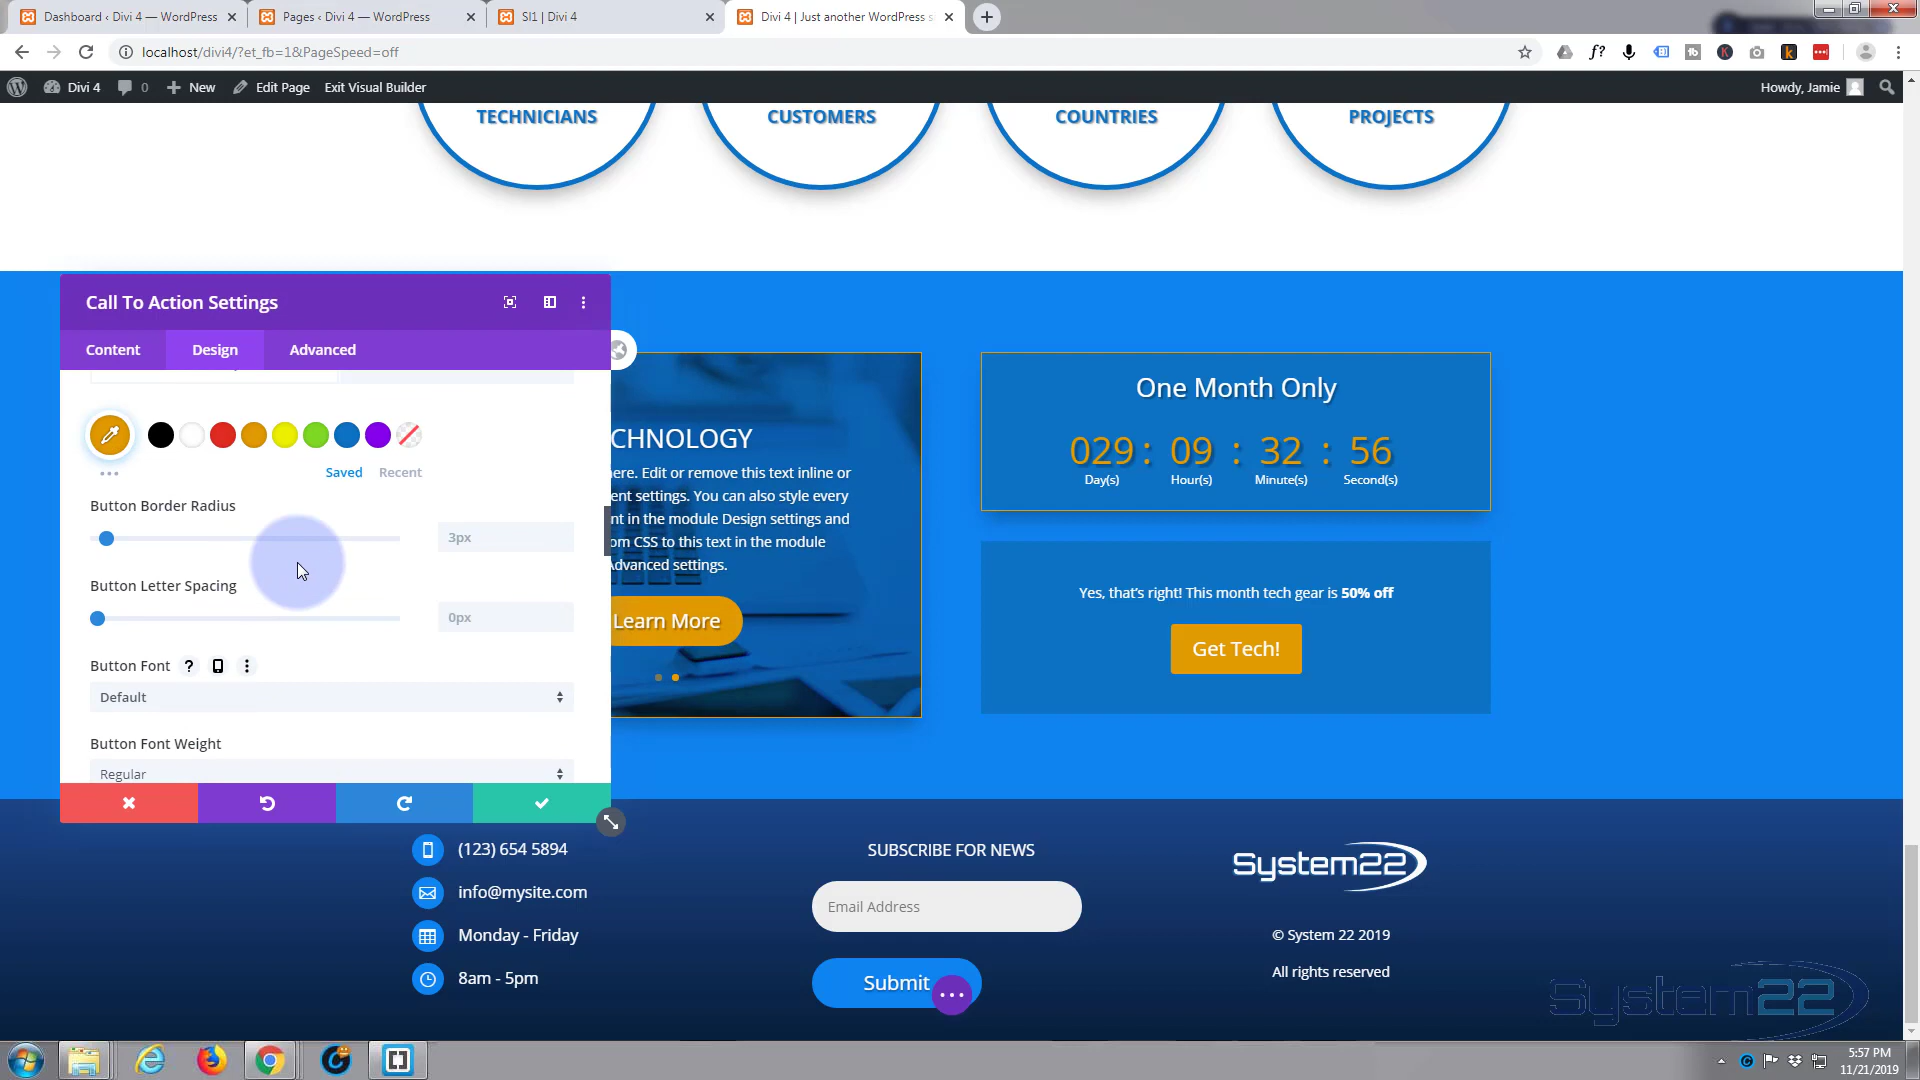 Dashboard ‹ Divi 4 — WordPress
Pages ‹ Divi 4 — WordPress
Sl1 | Divi 4
Divi 4 | Just another WordPress s
localhost/divi4/?et_fb=1&PageSpeed=off
Divi 4
0
New
Edit Page
Exit Visual Builder
Howdy, Jamie
TECHNICIANS
CUSTOMERS
COUNTRIES
PROJECTS
Call To Action Settings
Content
Design
Advanced
Saved
Recent
Button Border Radius
3px
Button Letter Spacing
0px
Button Font
Default
Button Font Weight
Regular
CHNOLOGY
ere. Edit or remove this text inline or
ent settings. You can also style every
nt in the module Design settings and
om CSS to this text in the module
Advanced settings.
Learn More
One Month Only
029 : 09 : 32 : 56
Day(s) Hour(s) Minute(s) Second(s)
Yes, that's right! This month tech gear is 50% off
Get Tech!
(123) 654 5894
info@mysite.com
Monday - Friday
8am - 5pm
SUBSCRIBE FOR NEWS
Email Address
Submit
System22
© System 22 2019
All rights reserved
System22
5:57 PM
11/21/2019